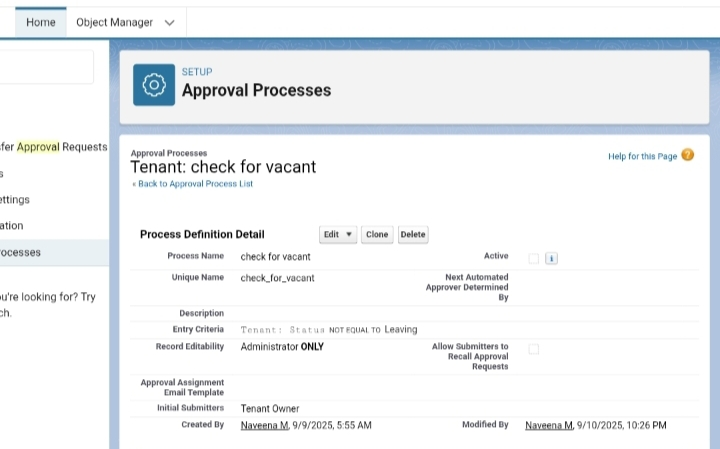 Home
Object Manager
SETUP
Approval Processes
fer Approval Requests
s
ettings
ation
ocesses
u're looking for? Try
ch.
Approval Processes
Tenant: check for vacant
« Back to Approval Process List
Help for this Page ?
Process Definition Detail
Edit ▼
Clone
Delete
Process Name check for vacant
Active
i
Unique Name check_for_vacant
Next Automated
Approver Determined
By
Description
Entry Criteria Tenant: Status NOT EQUAL TO Leaving
Record Editability Administrator ONLY
Allow Submitters to
Recall Approval
Requests
Approval Assignment
Email Template
Initial Submitters Tenant Owner
Created By Naveena M, 9/9/2025, 5:55 AM
Modified By Naveena M, 9/10/2025, 10:26 PM